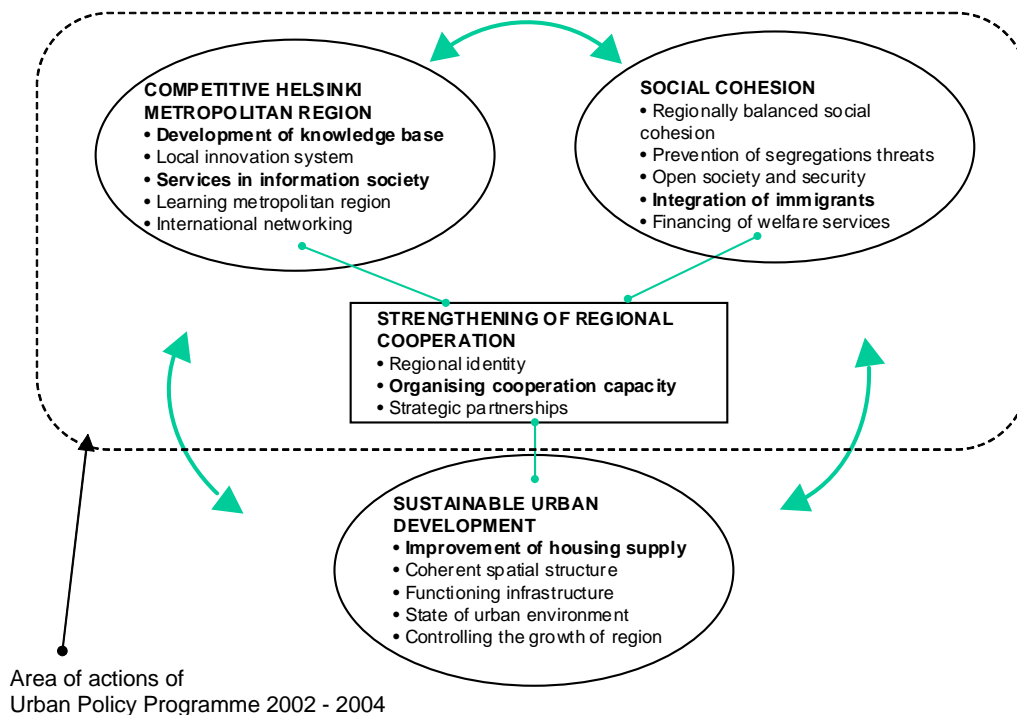 COMPETITIVE HELSINKI
METROPOLITAN REGION
• Development of knowledge base
• Local innovation system
• Services in information society
• Learning metropolitan region
• International networking
SOCIAL COHESION
• Regionally balanced social
cohesion
• Prevention of segregations threats
• Open society and security
• Integration of immigrants
• Financing of welfare services
STRENGTHENING OF REGIONAL
COOPERATION
• Regional identity
• Organising cooperation capacity
• Strategic partnerships
SUSTAINABLE URBAN
DEVELOPMENT
• Improvement of housing supply
• Coherent spatial structure
• Functioning infrastructure
• State of urban environment
• Controlling the growth of region
Area of actions of
Urban Policy Programme 2002 - 2004